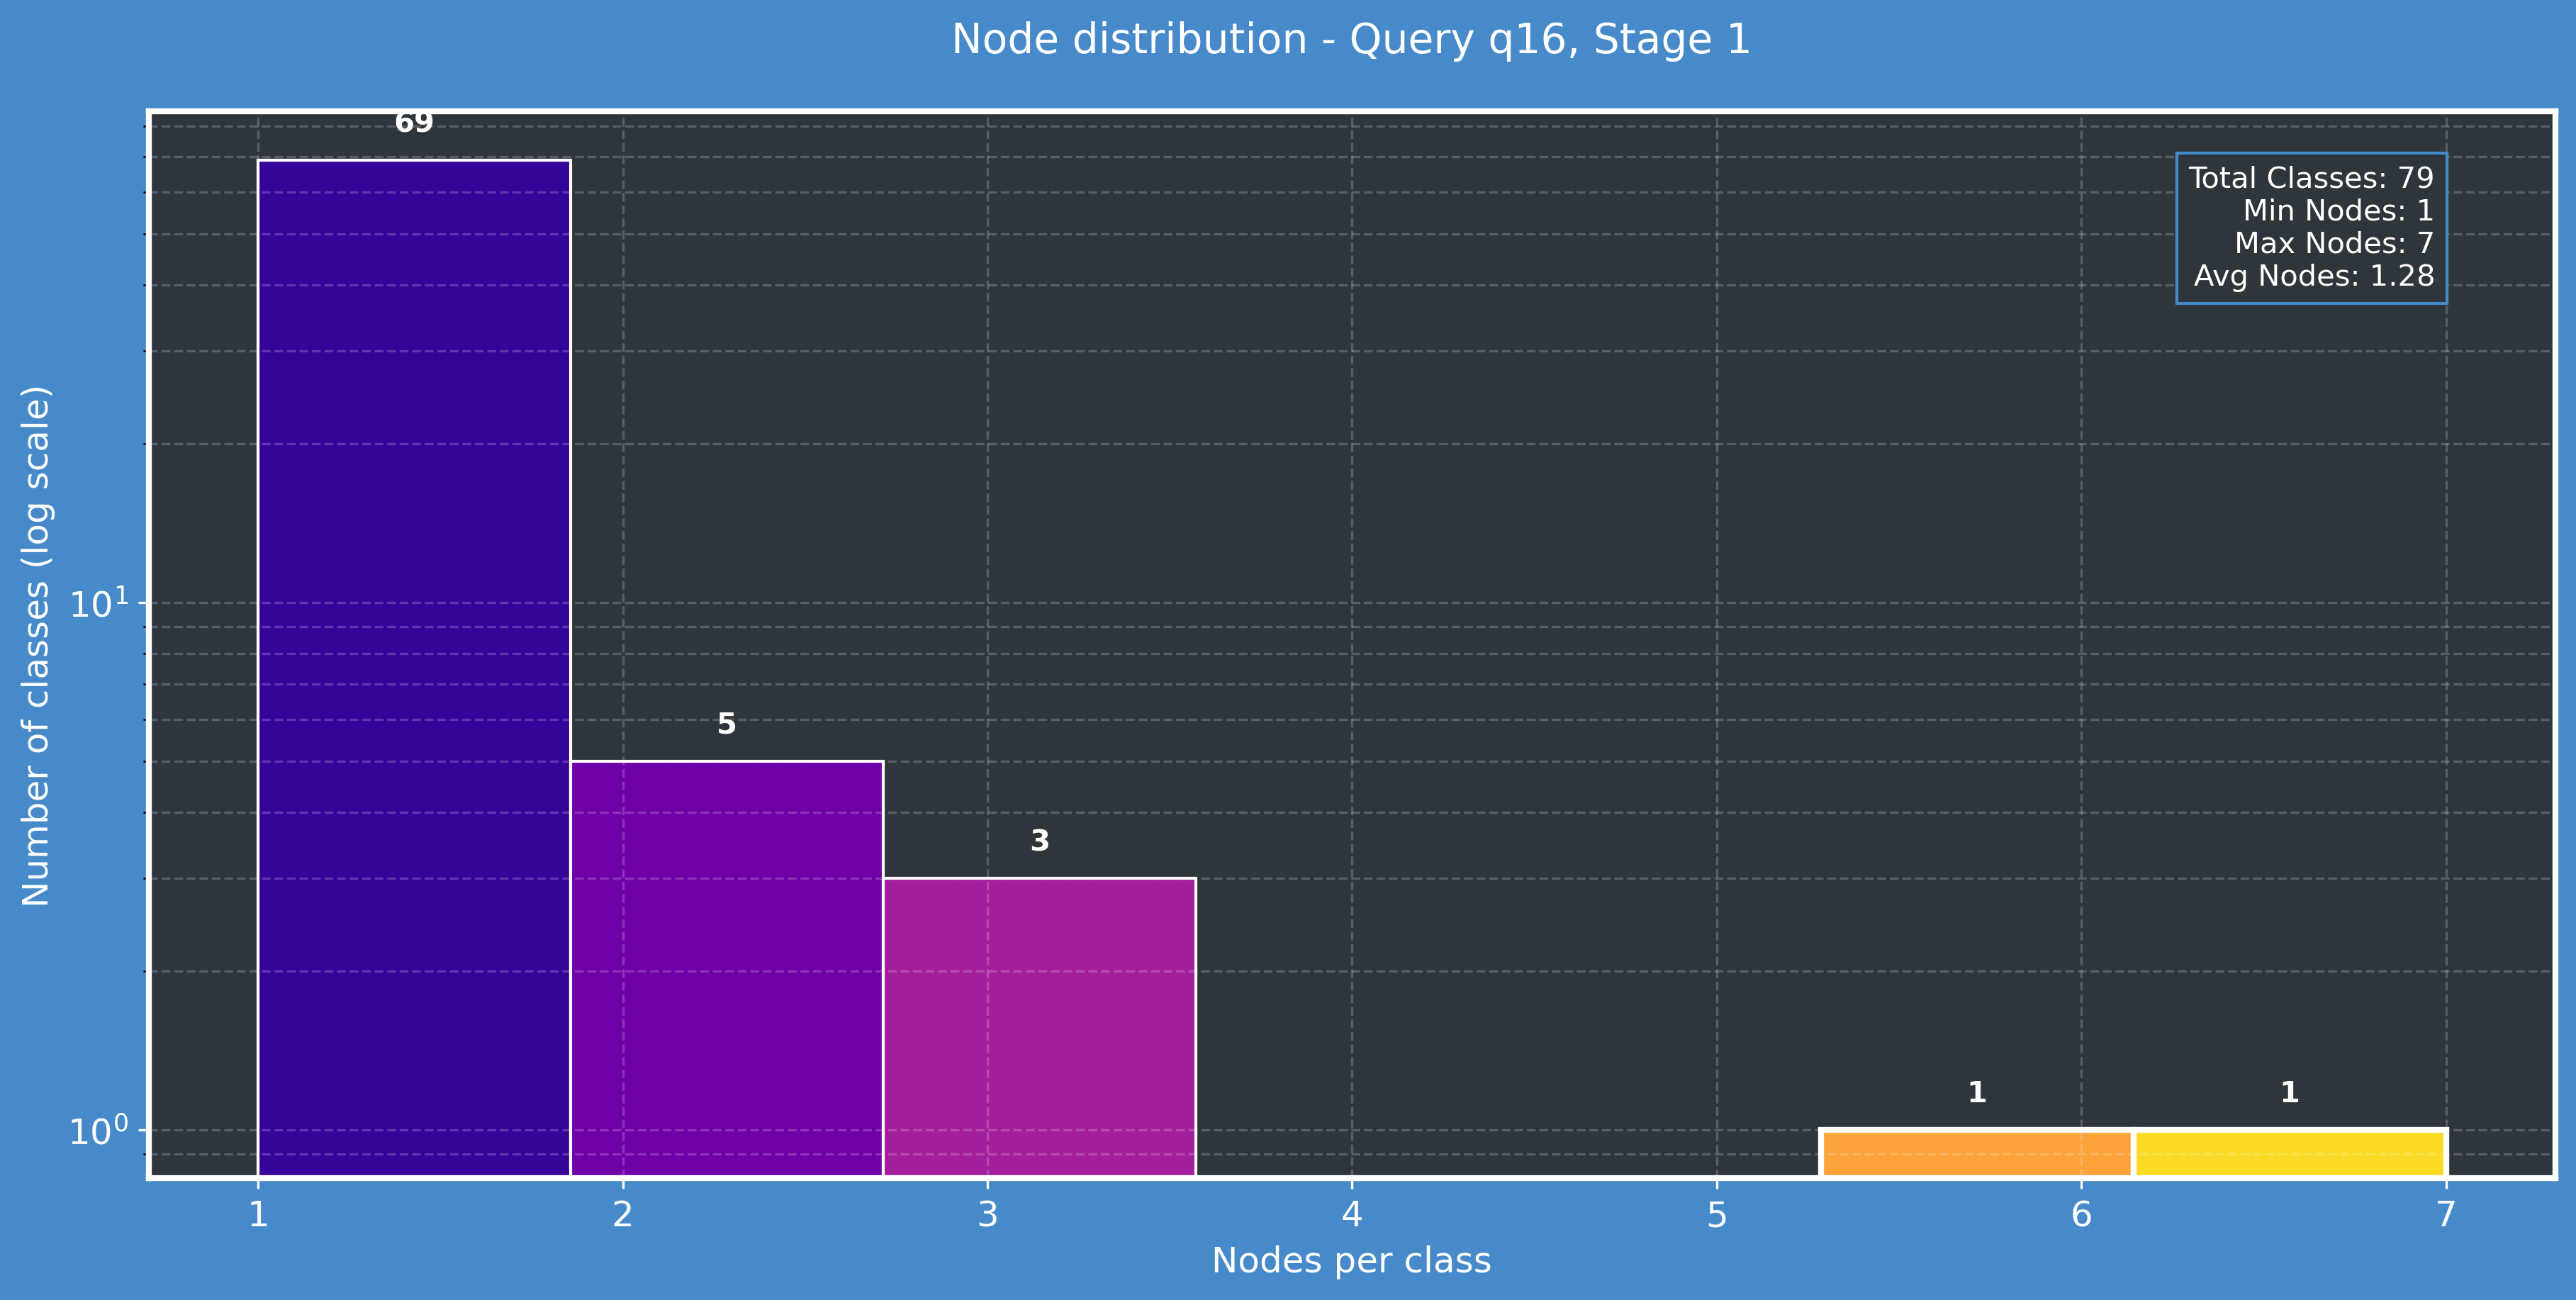 Node distribution - Query q16, Stage 1
69
Total Classes: 79
Min Nodes: 1
Max Nodes: 7
Avg Nodes: 1.28
Number of classes (log scale)
10¹
5
3
1 1
10⁰
1 2 3 4 5 6 7
Nodes per class